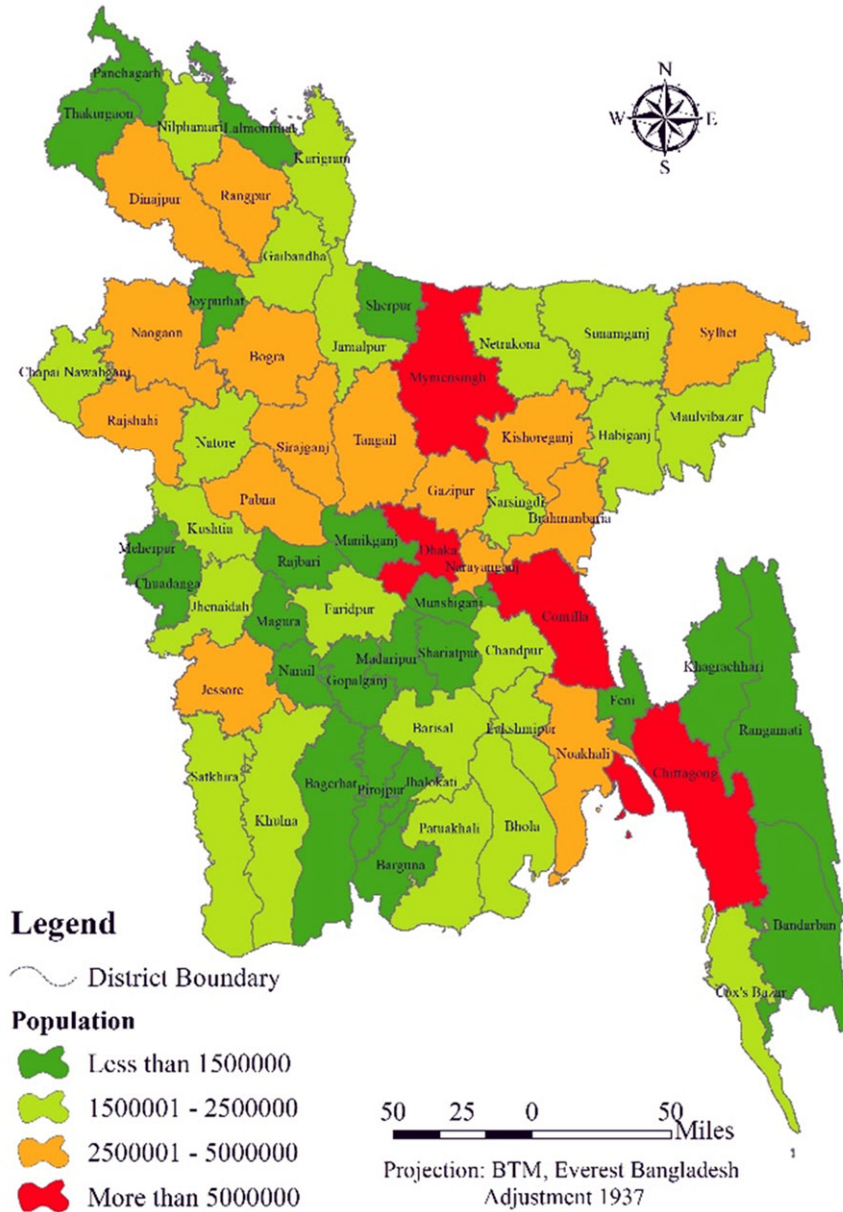 Panchagarh
N
Thakurgaon
Nilphamari
Lalmonirhat
W
E
Kurigram
S
Dinajpur
Rangpur
Gaibandha
Joypurhat
Sherpur
Naogaon
Sylhet
Netrakona
Sunamganj
Jamalpur
Bogra
Chapai Nawabganj
Mymensingh
Maulvibazar
Rajshahi
Natore
Sirajganj
Tangail
Kishoreganj
Habiganj
Pabna
Gazipur
Narsingdi
Brahmanbaria
Kushtia
Meherpur
Manikganj
Dhaka
Rajbari
Narayanganj
Chuadanga
Jhenaidah
Faridpur
Munshiganj
Magura
Comilla
Chandpur
Shariatpur
Madaripur
Narail
Gopalganj
Khagrachhari
Jessore
Feni
Rangamati
Barisal
Lakshmipur
Noakhali
Chittagong
Satkhira
Bagerhat
Jhalokati
Pirojpur
Khulna
Patuakhali
Bhola
Barguna
Legend
Bandarban
District Boundary
Cox's Bazar
Population
Less than 1500000
1500001 - 2500000
50 25 0 50
Miles
2500001 - 5000000
Projection: BTM, Everest Bangladesh
Adjustment 1937
More than 5000000
1